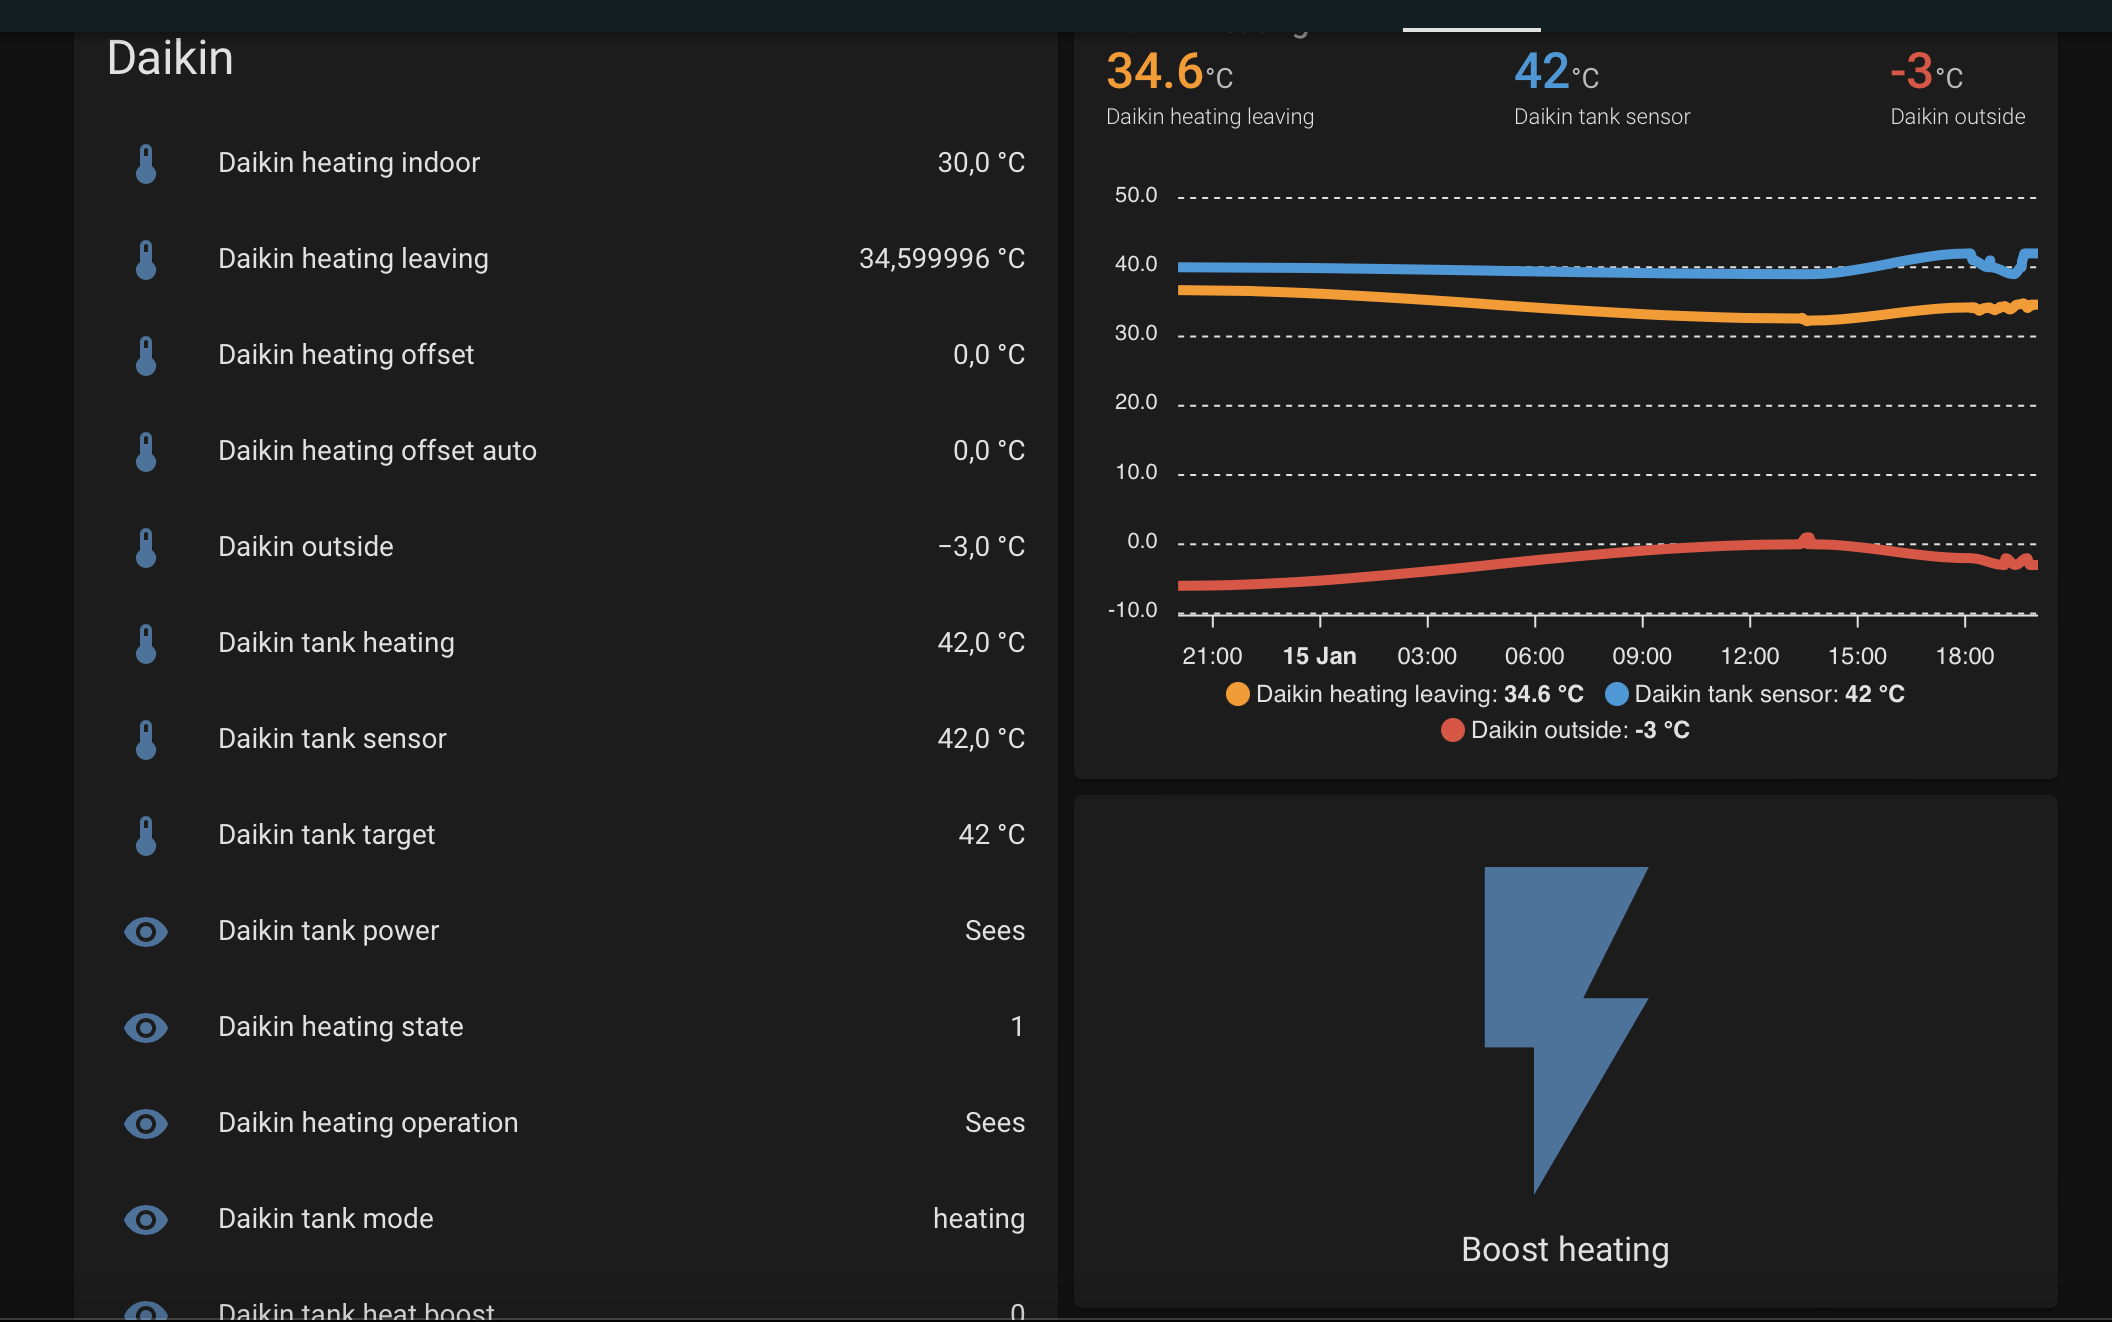 Daikin
Daikin heating indoor 30,0 °C
Daikin heating leaving 34,599996 °C
Daikin heating offset 0,0 °C
Daikin heating offset auto 0,0 °C
Daikin outside −3,0 °C
Daikin tank heating 42,0 °C
Daikin tank sensor 42,0 °C
Daikin tank target 42 °C
Daikin tank power Sees
Daikin heating state 1
Daikin heating operation Sees
Daikin tank mode heating
Daikin tank heat boost 0
34.6°C 42°C -3°C
Daikin heating leaving Daikin tank sensor Daikin outside
50.0
40.0
30.0
20.0
10.0
0.0
-10.0
21:00 15 Jan 03:00 06:00 09:00 12:00 15:00 18:00
Daikin heating leaving: 34.6 °C Daikin tank sensor: 42 °C
Daikin outside: -3 °C
Boost heating